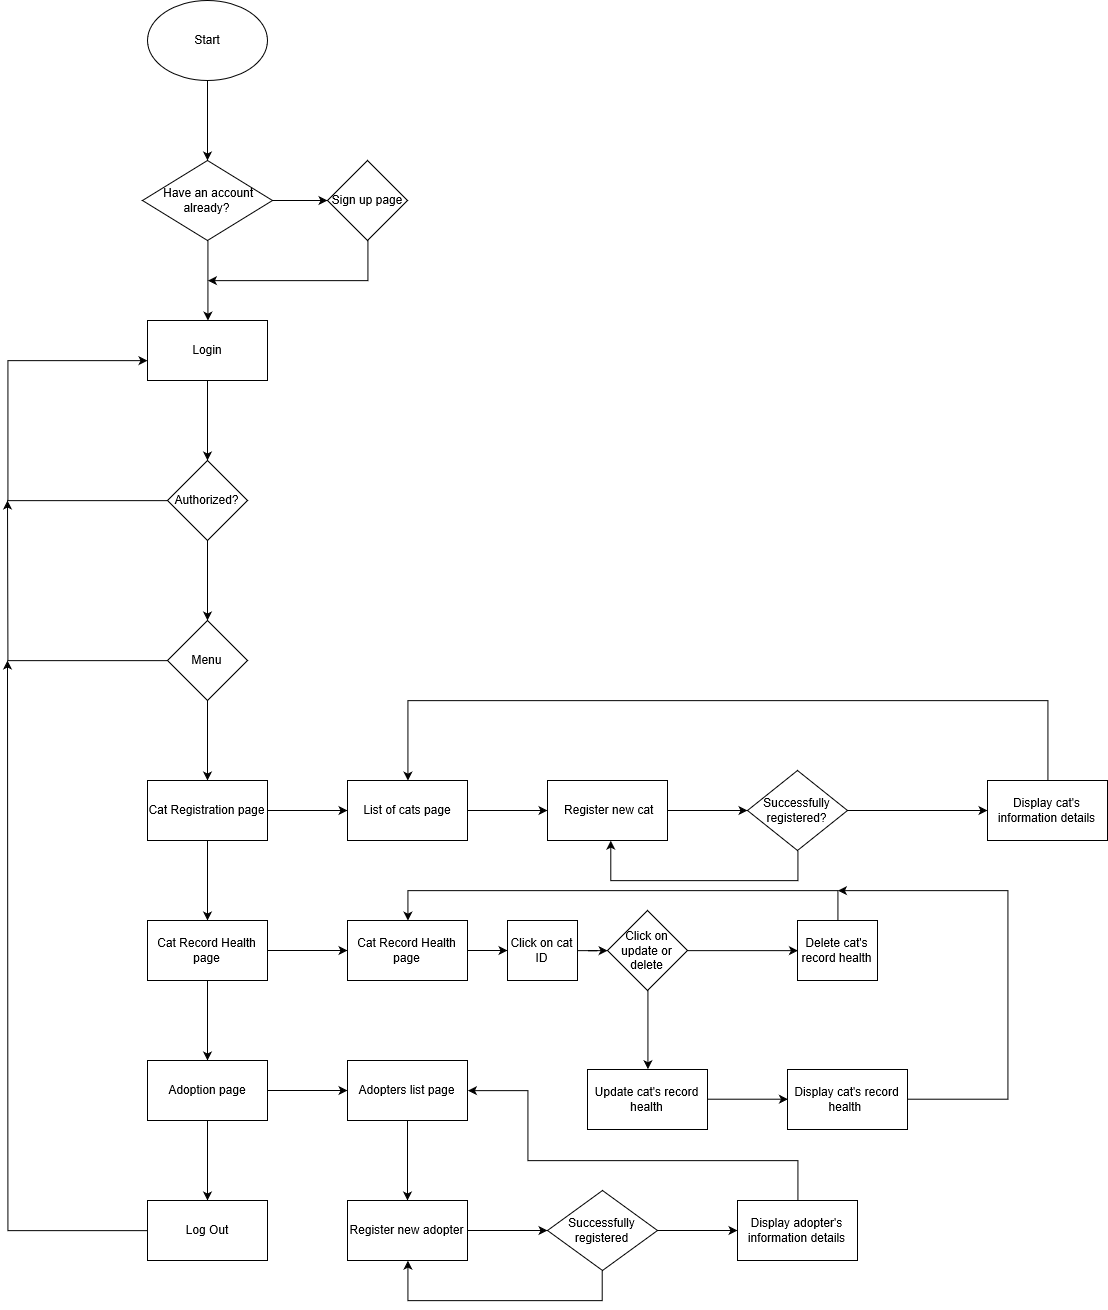 Start
Have an account
already?
Sign up page
Login
Authorized?
Menu
Cat Registration page
List of cats page
Register new cat
Successfully
registered?
Display cat's
information details
Cat Record Health
page
Cat Record Health
page
Click on cat
ID
Click on
update or
delete
Delete cat's
record health
Adoption page
Adopters list page
Update cat's record
health
Display cat's record
health
Log Out
Register new adopter
Successfully
registered
Display adopter's
information details